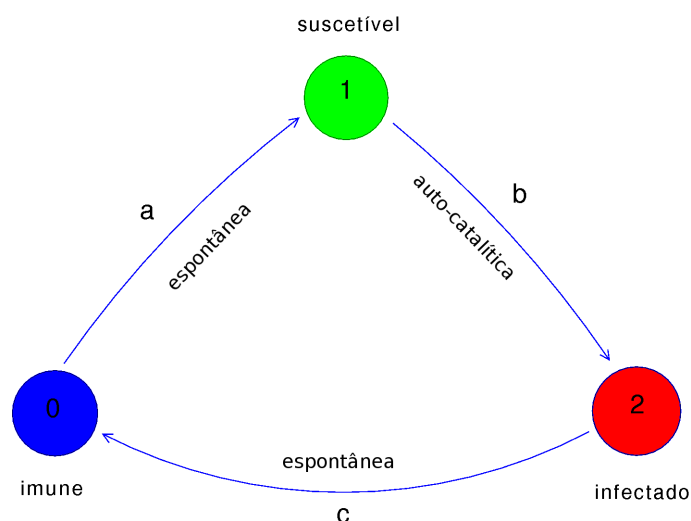 suscetível
1
a
espontânea
b
auto-catalítica
0
2
espontânea
imune
infectado
c